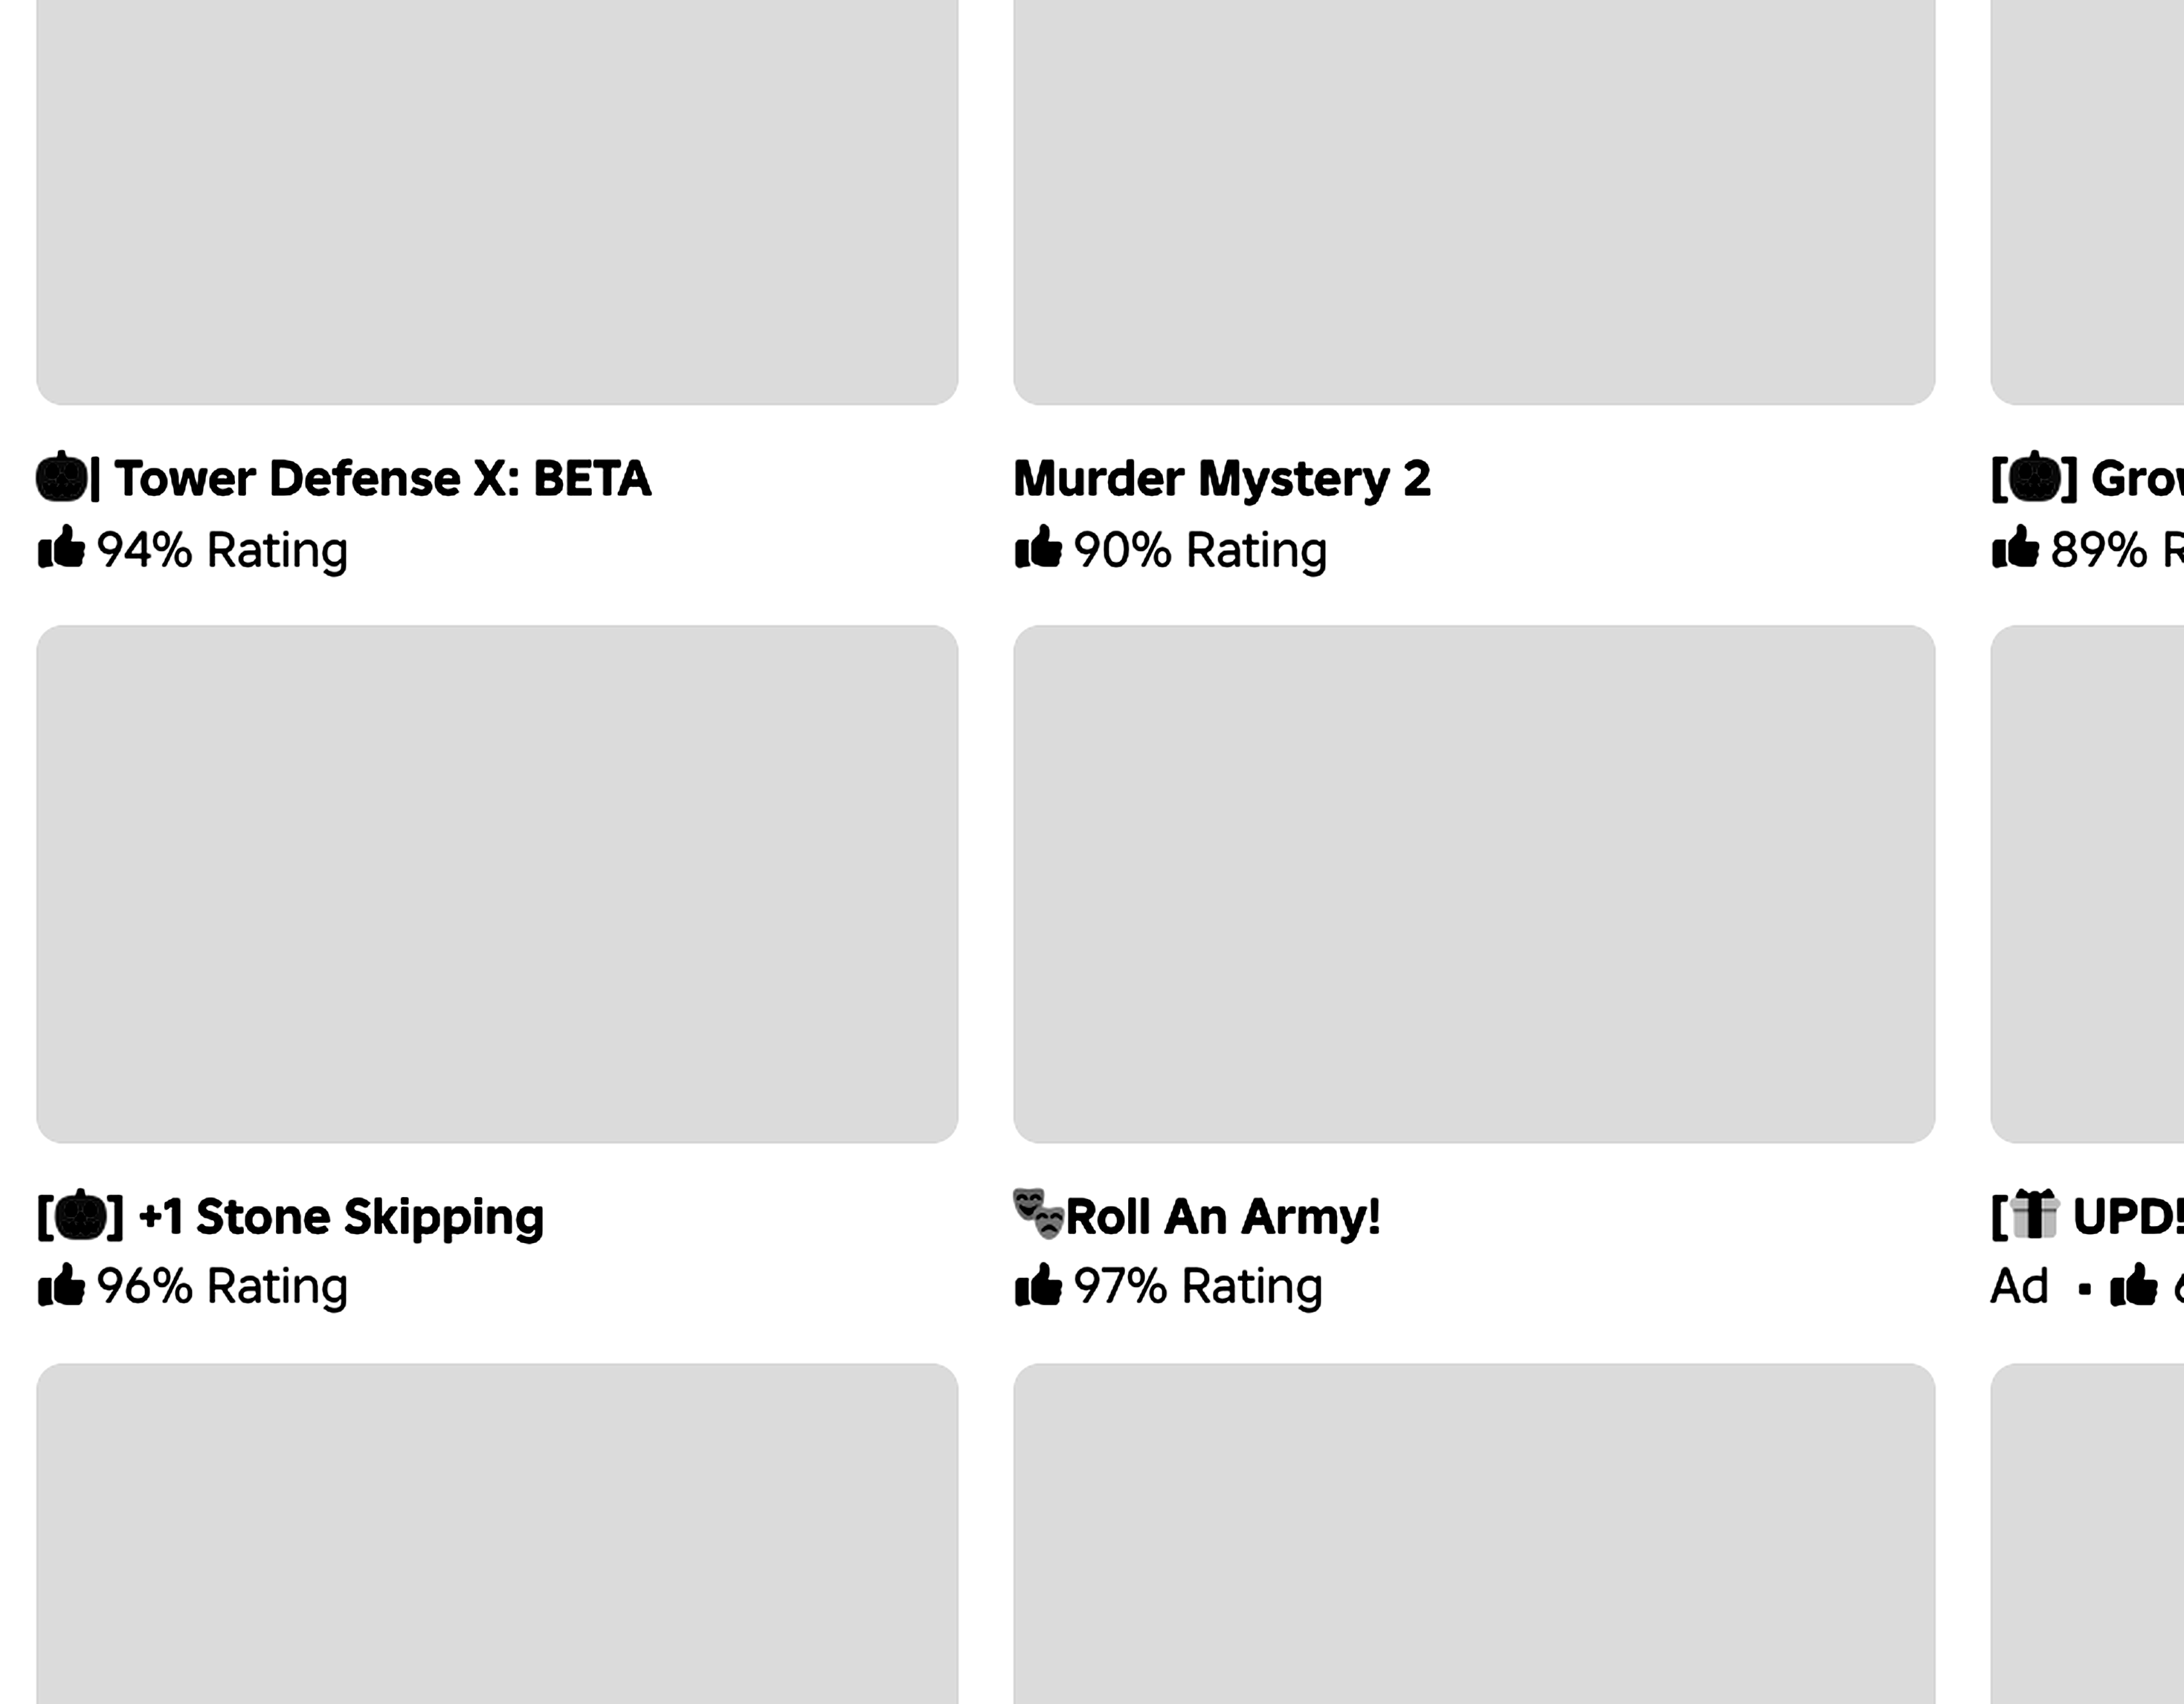 🎃| Tower Defense X: BETA
👍 94% Rating
Murder Mystery 2
👍 90% Rating
[🎃]
👍 89%
[🎃] +1 Stone Skipping
👍 96% Rating
🎭Roll An Army!
👍 97% Rating
[🎁 UPD!
Ad · 👍